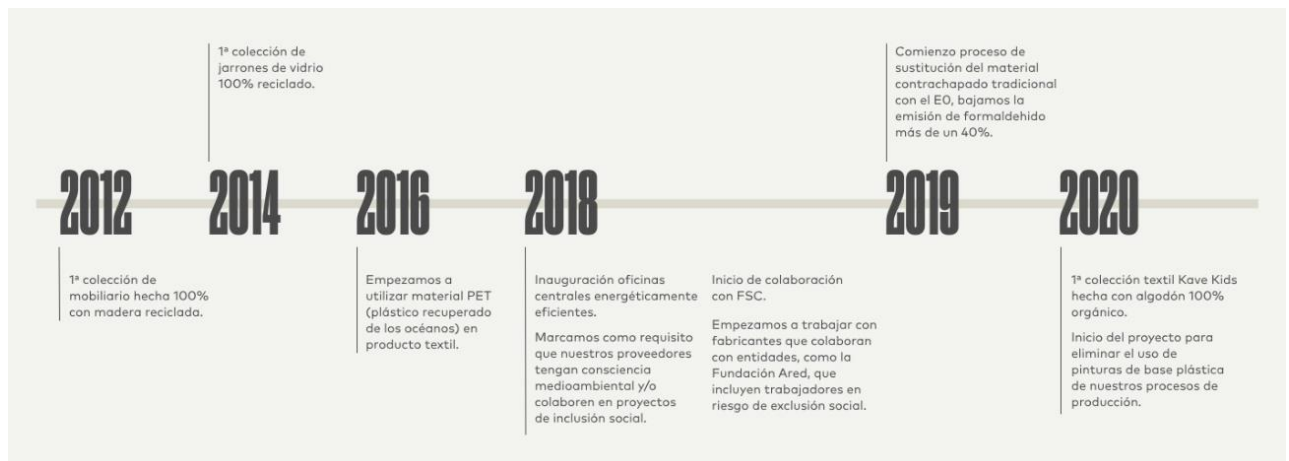 1ª colección de
jarrones de vidrio
100% reciclado.
Comienzo proceso de
sustitución del material
contrachapado tradicional
con el E0, bajamos la
emisión de formaldehido
más de un 40%.
2012
2014
2016
2018
2019
2020
1ª colección de
mobiliario hecha 100%
con madera reciclada.
Empezamos a
utilizar material PET
(plástico recuperado
de los océanos) en
producto textil.
Inauguración oficinas
centrales energéticamente
eficientes.
Marcamos como requisito
que nuestros proveedores
tengan consciencia
medioambiental y/o
colaboren en proyectos
de inclusión social.
Inicio de colaboración
con FSC.
Empezamos a trabajar con
fabricantes que colaboran
con entidades, como la
Fundación Ared, que
incluyen trabajadores en
riesgo de exclusión social.
1ª colección textil Kave Kids
hecha con algodón 100%
orgánico.
Inicio del proyecto para
eliminar el uso de
pinturas de base plástica
de nuestros procesos de
producción.